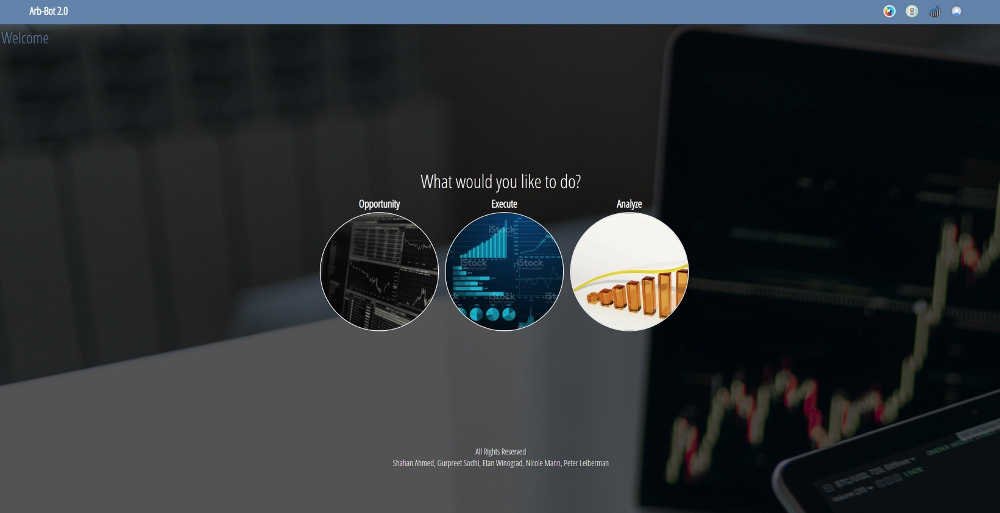 Arb-Bot 2.0
Welcome
What would you like to do?
Opportunity
Execute
Analyze
iStock
iStock
iStock
iStock
All Rights Reserved
Shahan Ahmed, Gurpreet Sodhi, Etan Winograd, Nicole Mann, Peter Leiberman